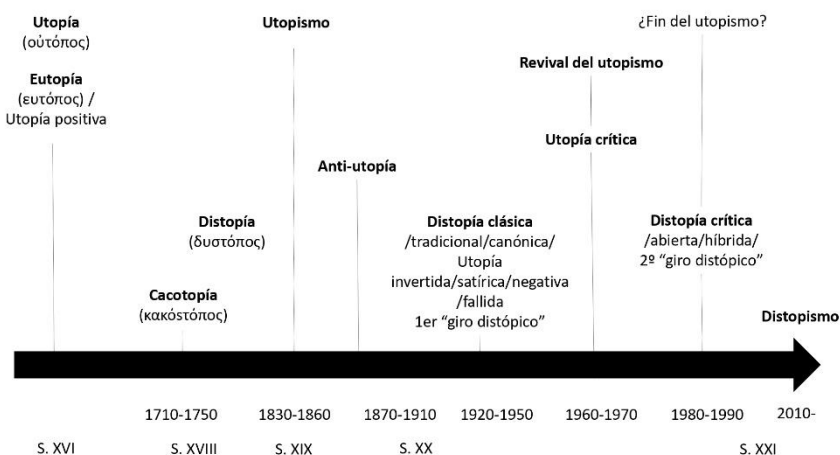 Utopía
(οὐτόπος)
Eutopía
(ευτόπος) /
Utopía positiva
Utopismo
¿Fin del utopismo?
Revival del utopismo
Utopía crítica
Anti-utopía
Distopía
(δυστόπος)
Distopía clásica
/tradicional/canónica/
Utopía
invertida/satírica/negativa
/fallida
1er “giro distópico”
Distopía crítica
/abierta/híbrida/
2º “giro distópico”
Cacotopía
(κακόsτόπος)
Distopismo
1710-1750
1830-1860
1870-1910
1920-1950
1960-1970
1980-1990
2010-
S. XVI
S. XVIII
S. XIX
S. XX
S. XXI